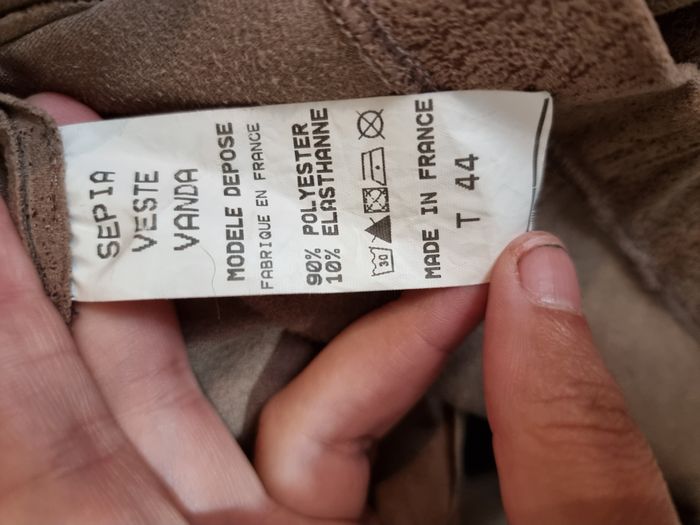 SEPIA
VESTE
VANDA
MODELE DEPOSE
FABRIQUE EN FRANCE
90% POLYESTER
10% ELASTHANNE
30
MADE IN FRANCE
T 44